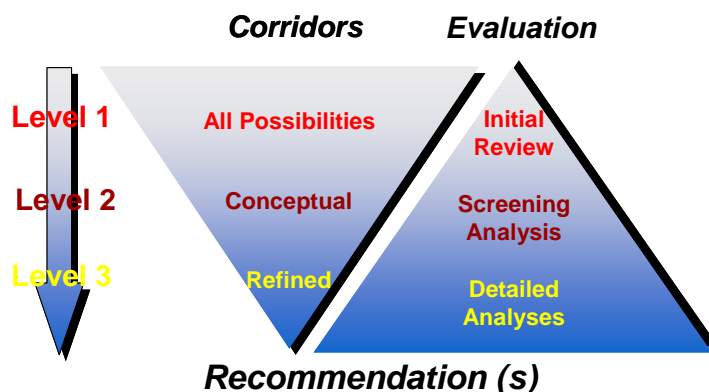 Corridors Evaluation
Level 1 All Possibilities Initial
Review
Level 2 Conceptual Screening
Analysis
Level 3 Refined Detailed
Analyses
Recommendation (s)